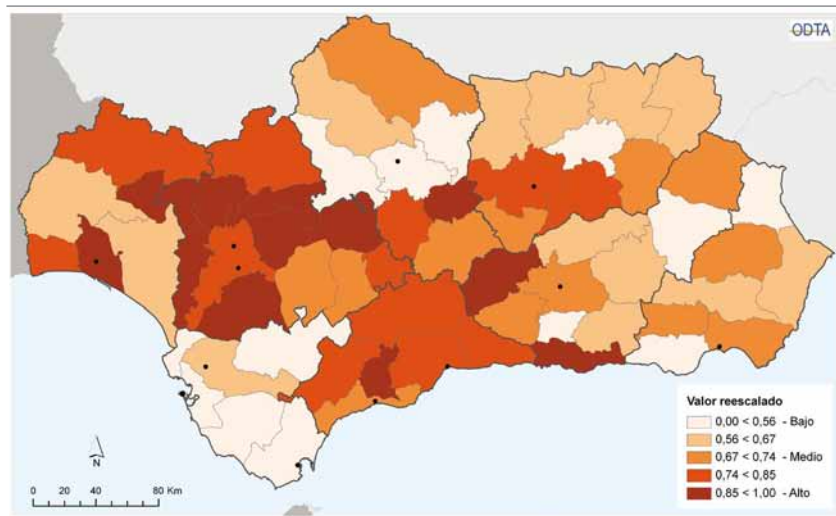 ODTA
Valor reescalado
0,00 < 0,56 - Bajo
0,56 < 0,67
0,67 < 0,74 - Medio
0,74 < 0,85
0,85 < 1,00 - Alto
N
0 20 40 80 Km